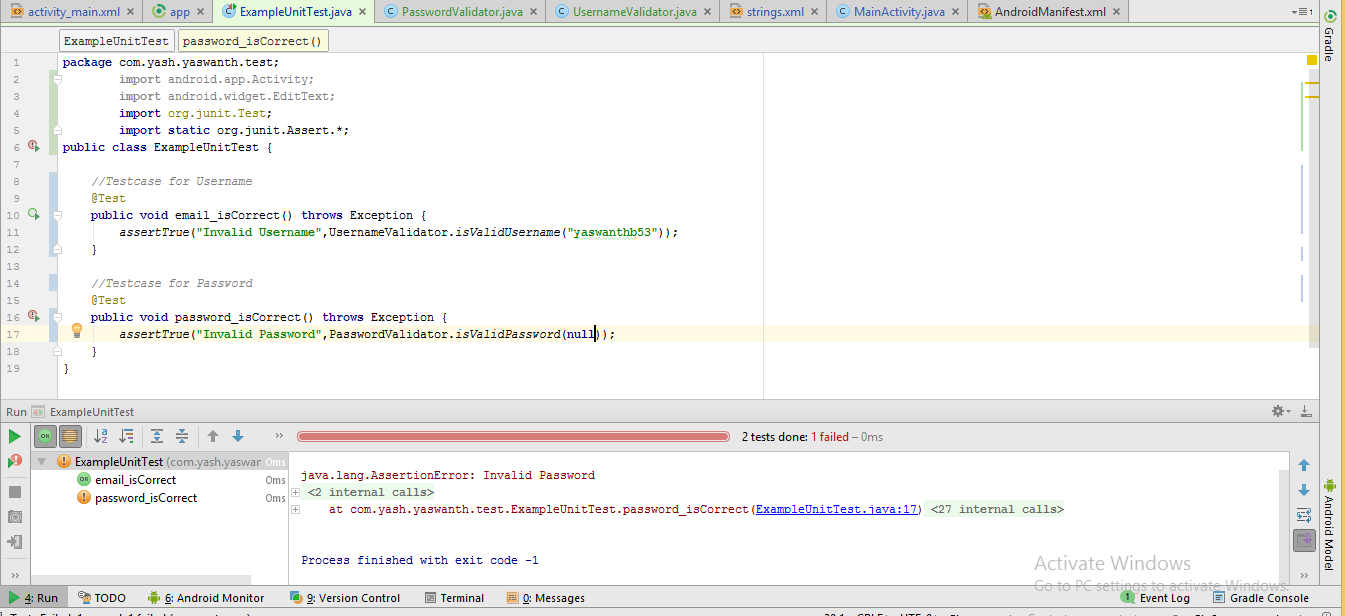 activity_main.xml app ExampleUnitTest.java PasswordValidator.java UsernameValidator.java strings.xml MainActivity.java AndroidManifest.xml
ExampleUnitTest password_isCorrect()
1 package com.yash.yaswanth.test;
2 import android.app.Activity;
3 import android.widget.EditText;
4 import org.junit.Test;
5 import static org.junit.Assert.*;
6 public class ExampleUnitTest {
7
8 //Testcase for Username
9 @Test
10 public void email_isCorrect() throws Exception {
11 assertTrue("Invalid Username",UsernameValidator.isValidUsername("yaswanthb53"));
12 }
13
14 //Testcase for Password
15 @Test
16 public void password_isCorrect() throws Exception {
17 assertTrue("Invalid Password",PasswordValidator.isValidPassword(null));
18 }
19 }
Gradle
Android Model
Run ExampleUnitTest
2 tests done: 1 failed – 0ms
ExampleUnitTest (com.yash.yaswan 0ms
email_isCorrect 0ms
password_isCorrect 0ms
java.lang.AssertionError: Invalid Password
<2 internal calls>
at com.yash.yaswanth.test.ExampleUnitTest.password_isCorrect(ExampleUnitTest.java:17) <27 internal calls>
Process finished with exit code -1
Activate Windows
Go to PC settings to activate Windows.
4: Run TODO 6: Android Monitor 9: Version Control Terminal 0: Messages 1 Event Log Gradle Console